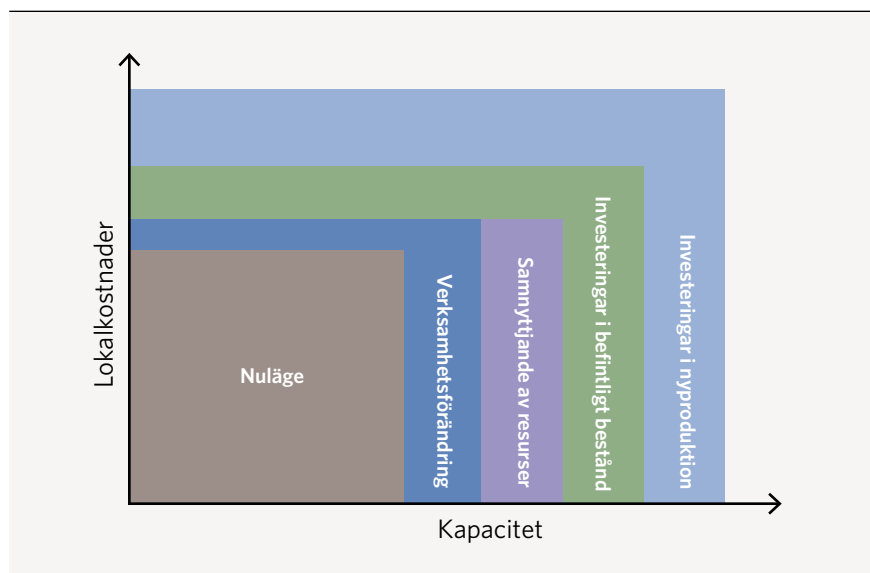 Lokalkostnader
Nuläge
Verksamhetsförändring
Samnyttjande av resurser
Investeringar i befintligt bestånd
Investeringar i nyproduktion
Kapacitet